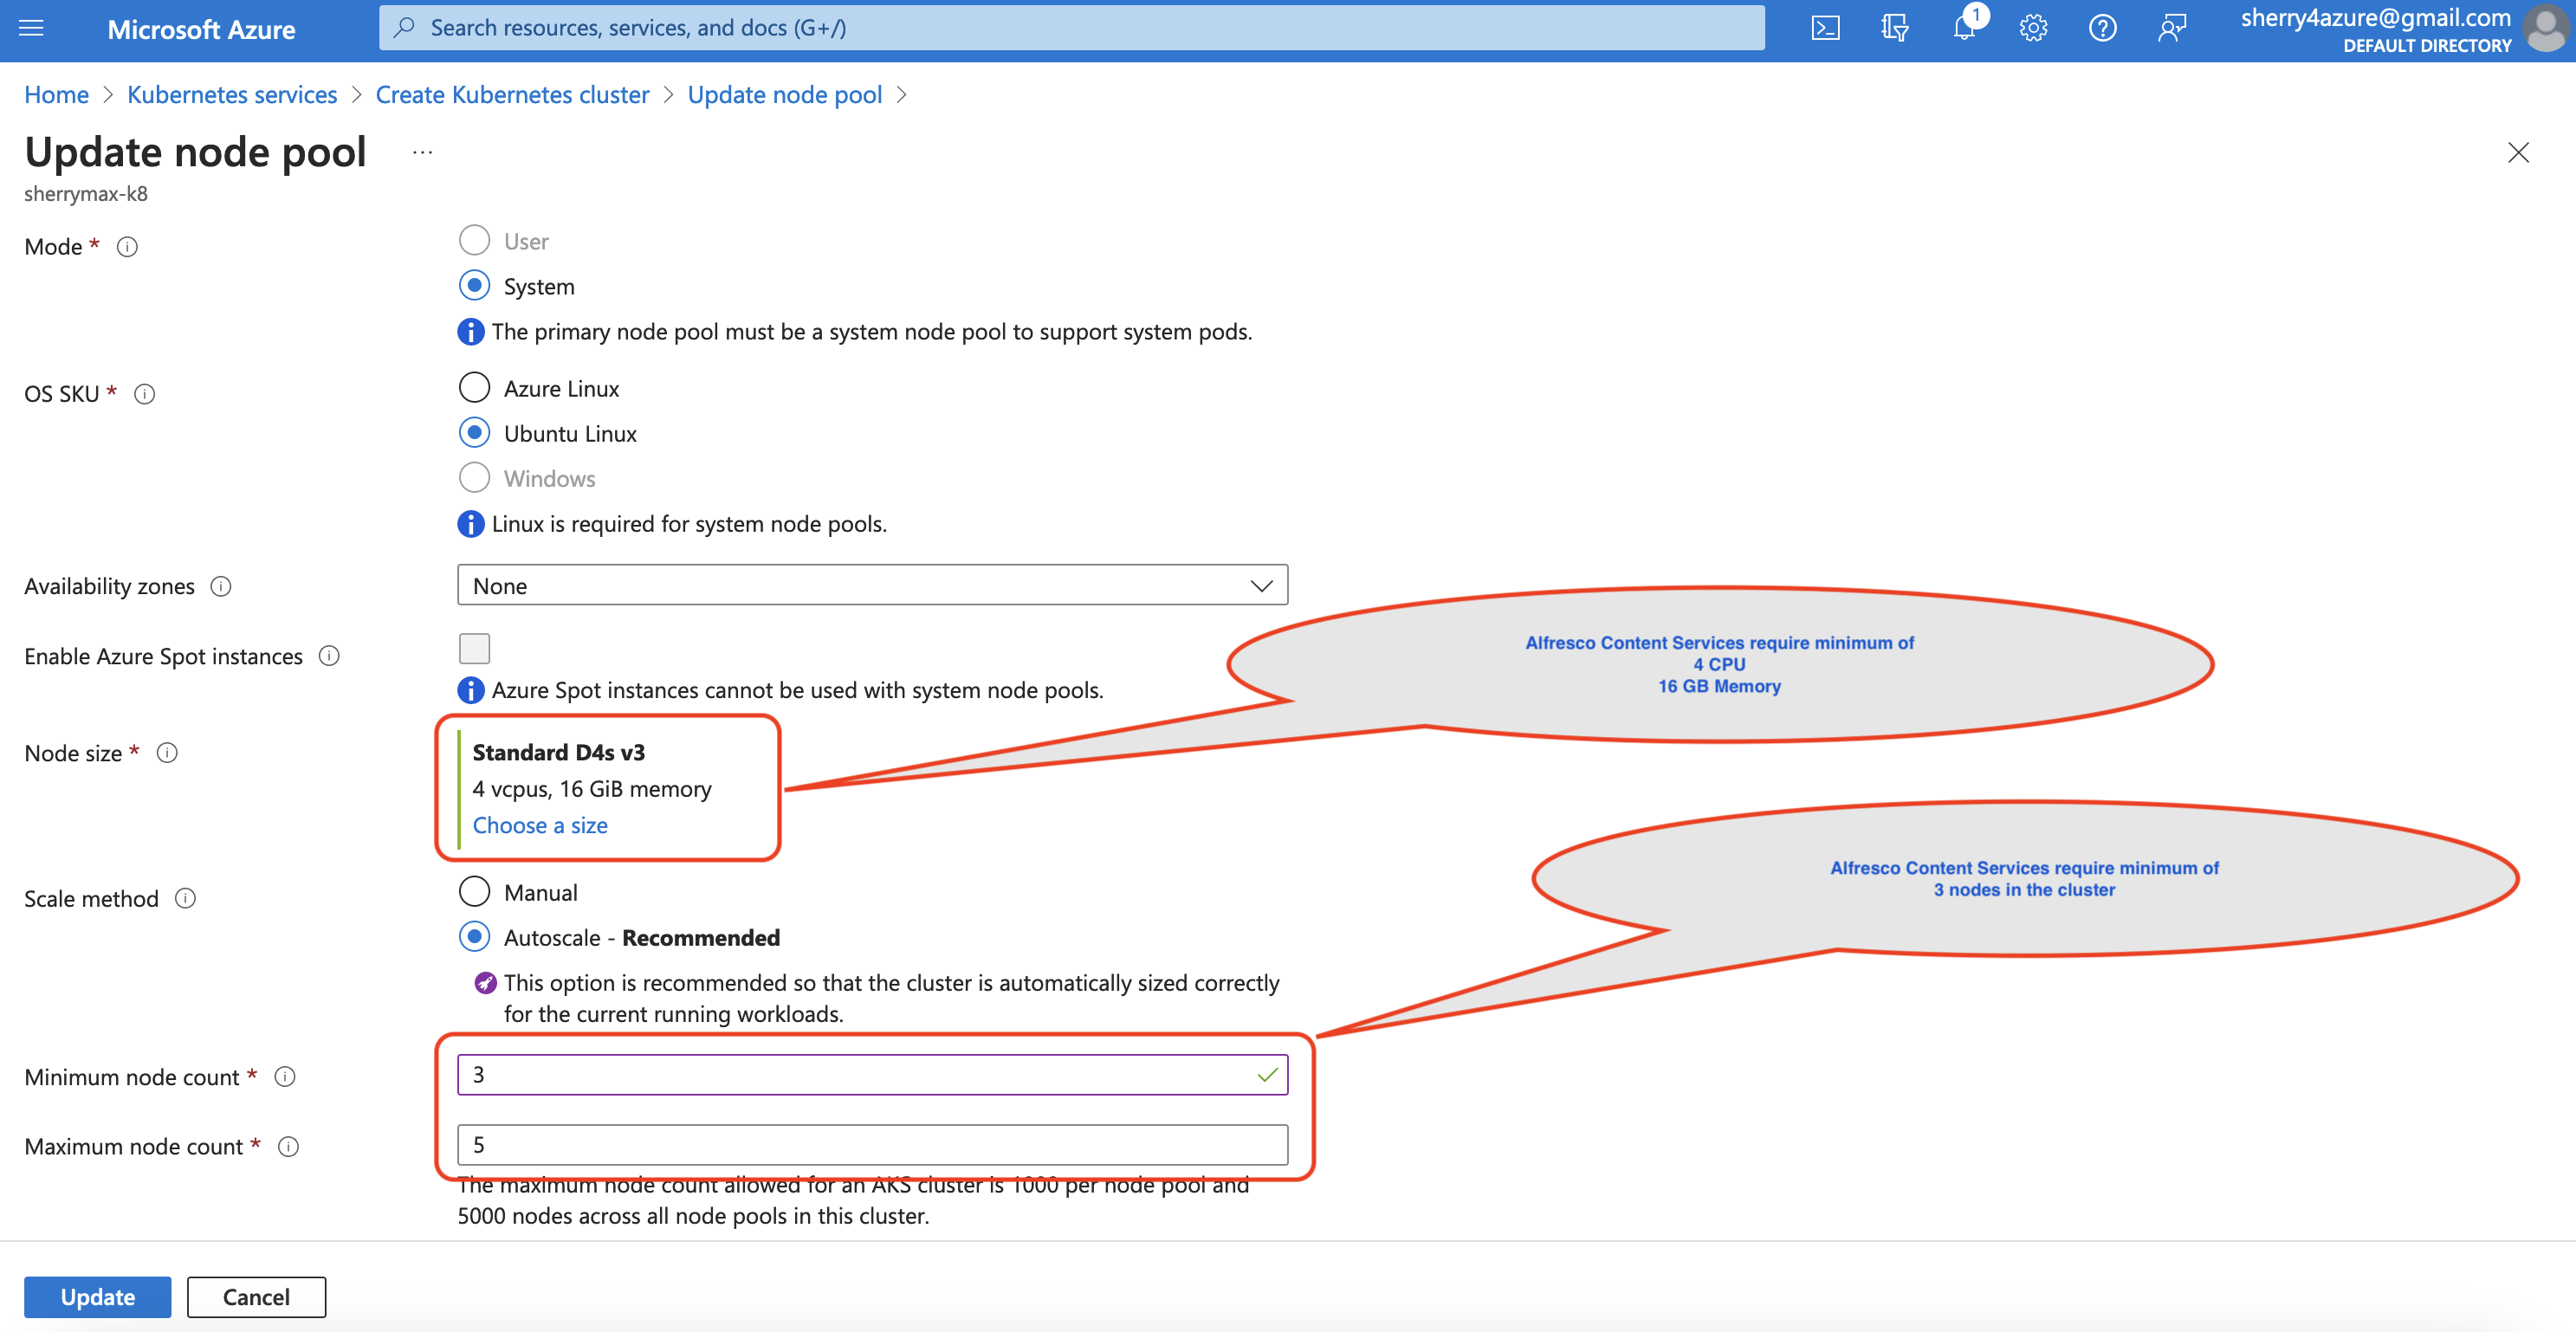 Microsoft Azure
Search resources, services, and docs (G+/)
1
sherry4azure@gmail.com
DEFAULT DIRECTORY
Home > Kubernetes services > Create Kubernetes cluster > Update node pool >
Update node pool ...
sherrymax-k8
Mode *
User
System
The primary node pool must be a system node pool to support system pods.
OS SKU *
Azure Linux
Ubuntu Linux
Windows
Linux is required for system node pools.
Availability zones
None
Enable Azure Spot instances
Azure Spot instances cannot be used with system node pools.
Alfresco Content Services require minimum of
4 CPU
16 GB Memory
Node size *
Standard D4s v3
4 vcpus, 16 GiB memory
Choose a size
Alfresco Content Services require minimum of
3 nodes in the cluster
Scale method
Manual
Autoscale - Recommended
This option is recommended so that the cluster is automatically sized correctly
for the current running workloads.
Minimum node count *
3
Maximum node count *
5
The maximum node count allowed for an AKS cluster is 1000 per node pool and
5000 nodes across all node pools in this cluster.
Update
Cancel